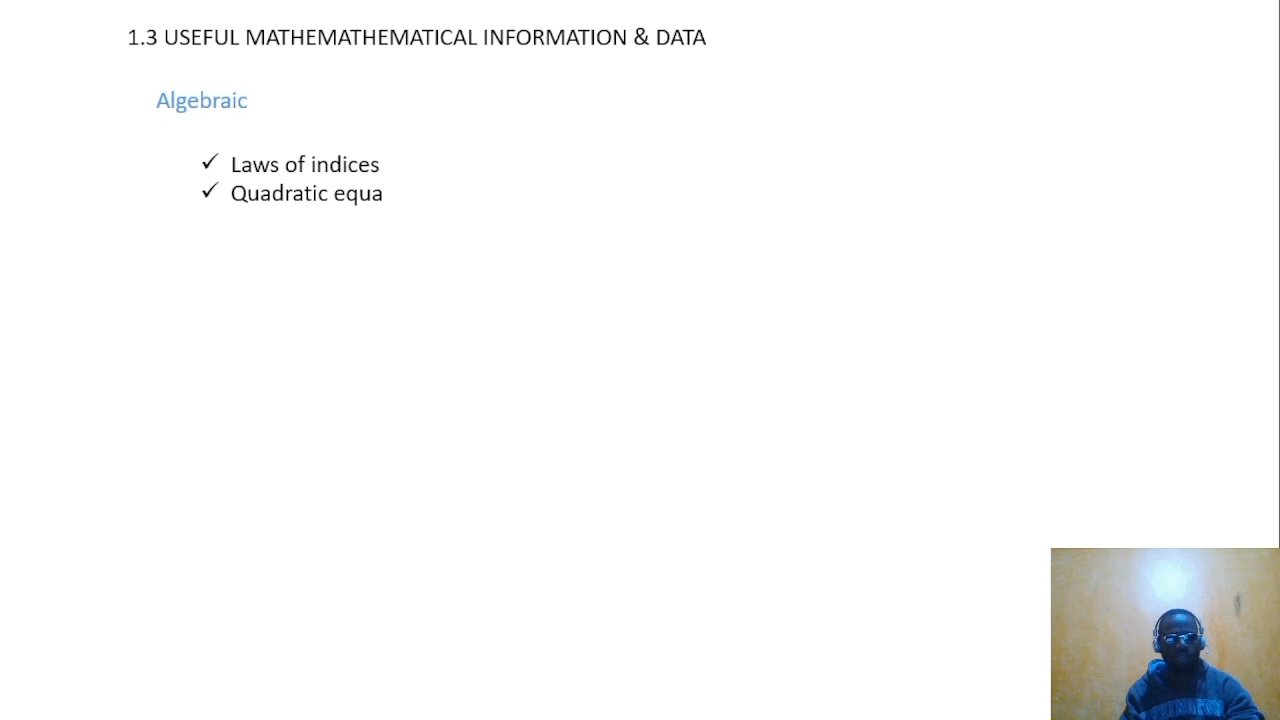 1.3 USEFUL MATHEMATHEMATICAL INFORMATION & DATA
Algebraic
✓ Laws of indices
✓ Quadratic equa